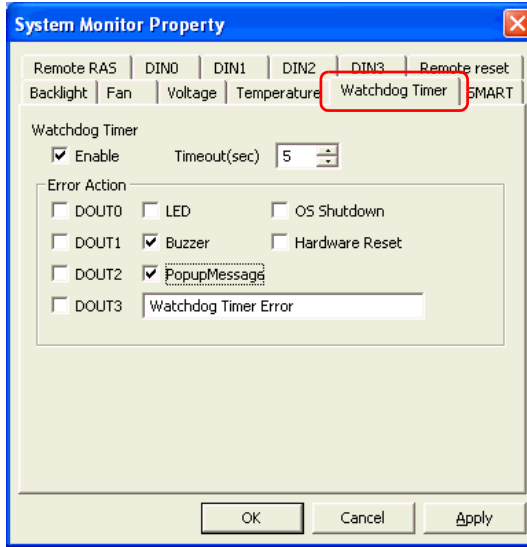 System Monitor Property
Remote RAS DIN0 DIN1 DIN2 DIN3 Remote reset
Backlight Fan Voltage Temperature Watchdog Timer SMART
Watchdog Timer
Enable Timeout(sec) 5
Error Action
DOUT0 LED OS Shutdown
DOUT1 Buzzer Hardware Reset
DOUT2 PopupMessage
DOUT3 Watchdog Timer Error
OK Cancel Apply